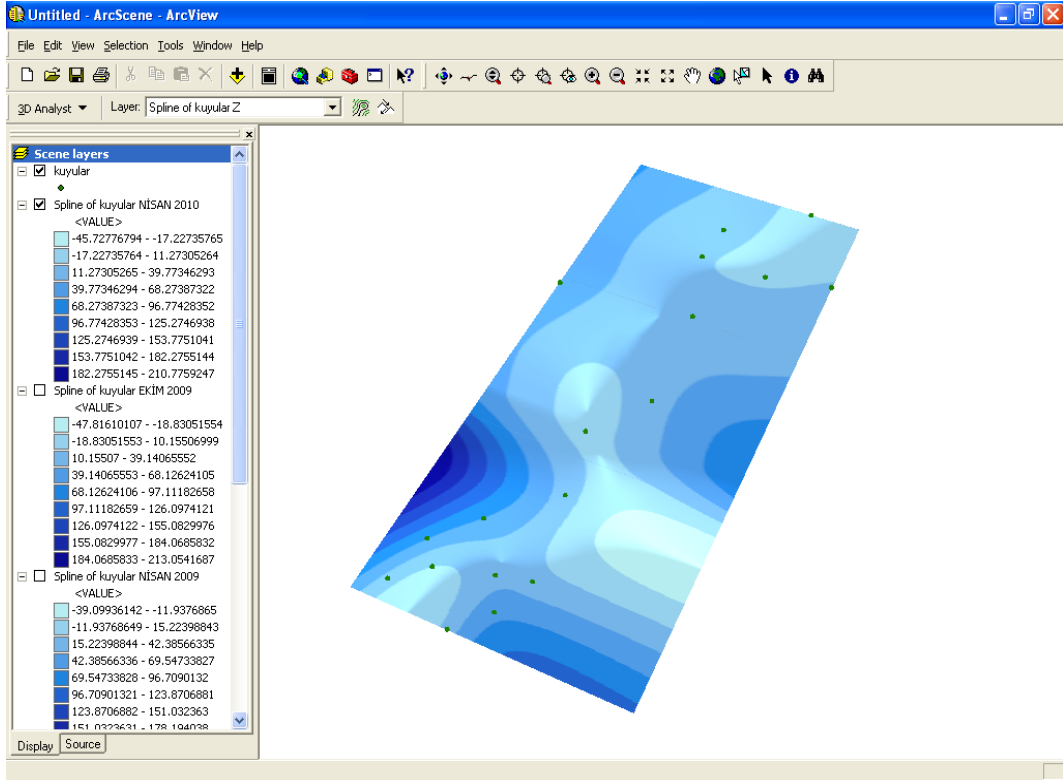 Untitled - ArcScene - ArcView
File Edit View Selection Tools Window Help
3D Analyst Layer: Spline of kuyular Z
Scene layers
kuyular
Spline of kuyular NİSAN 2010
<VALUE>
-45.72776794 - -17.22735765
-17.22735764 - 11.27305264
11.27305265 - 39.77346293
39.77346294 - 68.27387322
68.27387323 - 96.77428352
96.77428353 - 125.2746938
125.2746939 - 153.7751041
153.7751042 - 182.2755144
182.2755145 - 210.7759247
Spline of kuyular EKİM 2009
<VALUE>
-47.81610107 - -18.83051554
-18.83051553 - 10.15506999
10.15507 - 39.14065552
39.14065553 - 68.12624105
68.12624106 - 97.11182658
97.11182659 - 126.0974121
126.0974122 - 155.0829976
155.0829977 - 184.0685832
184.0685833 - 213.0541687
Spline of kuyular NİSAN 2009
<VALUE>
-39.09936142 - -11.9376865
-11.93768649 - 15.22398843
15.22398844 - 42.38566335
42.38566336 - 69.54733827
69.54733828 - 96.7090132
96.70901321 - 123.8706881
123.8706882 - 151.032363
151.0323631 - 178.194038
Display Source